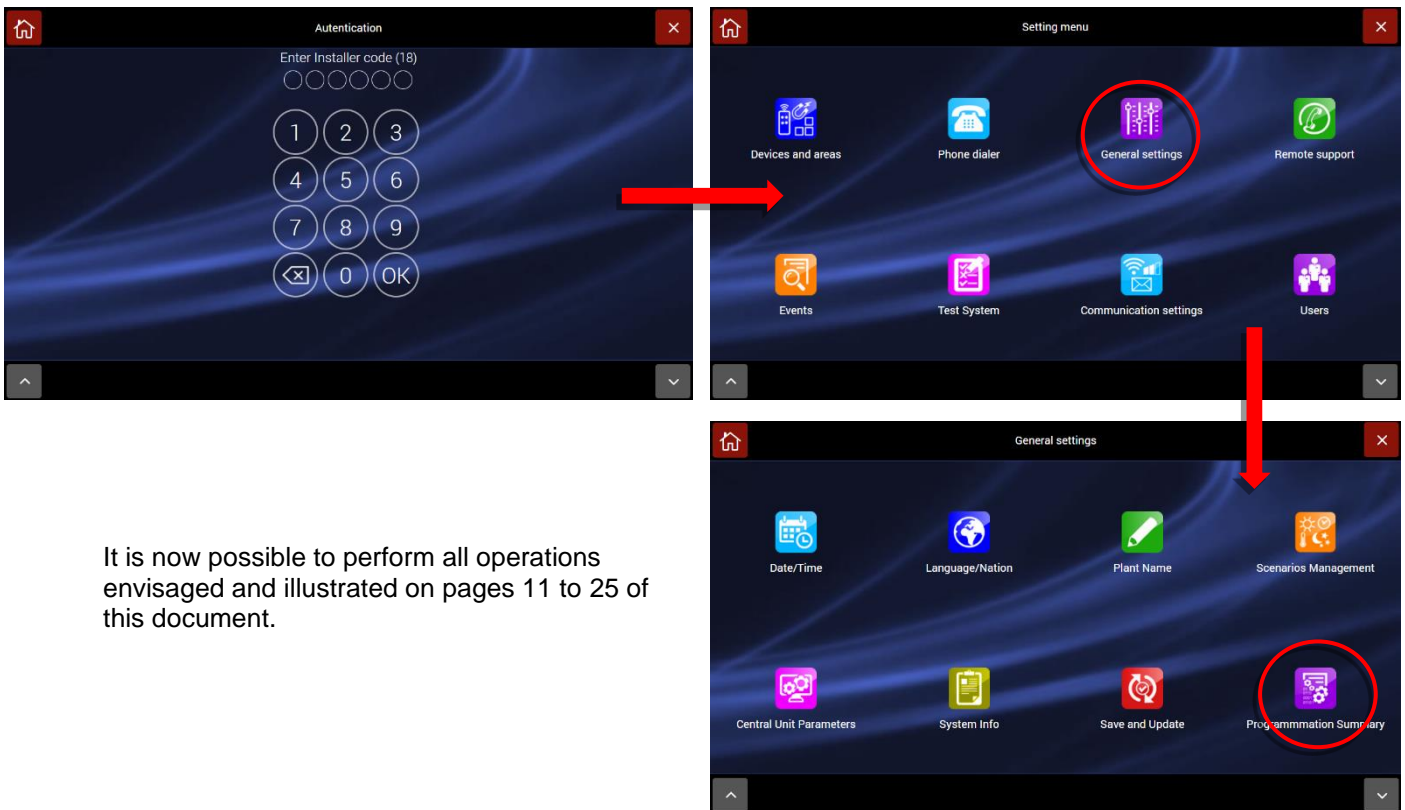 Autentication
Enter Installer code (18)
1 2 3
4 5 6
7 8 9
0 OK
Setting menu
Devices and areas Phone dialer General settings Remote support
Events Test System Communication settings Users
General settings
Date/Time Language/Nation Plant Name Scenarios Management
Central Unit Parameters System Info Save and Update Programmmation Summary
It is now possible to perform all operations
envisaged and illustrated on pages 11 to 25 of
this document.